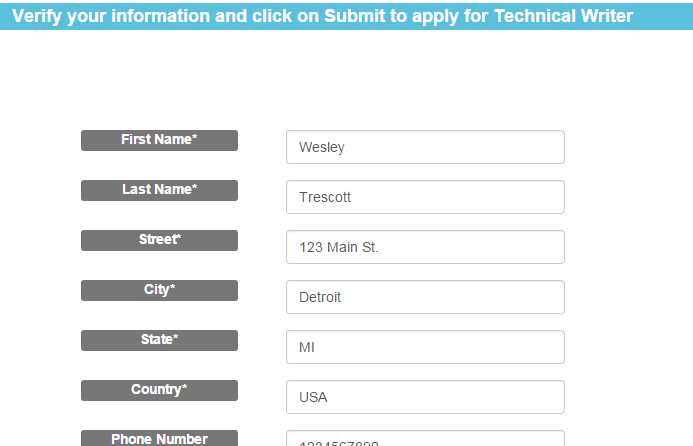 Verify your information and click on Submit to apply for Technical Writer
First Name* Wesley
Last Name* Trescott
Street* 123 Main St.
City* Detroit
State* MI
Country* USA
Phone Number 1234567890